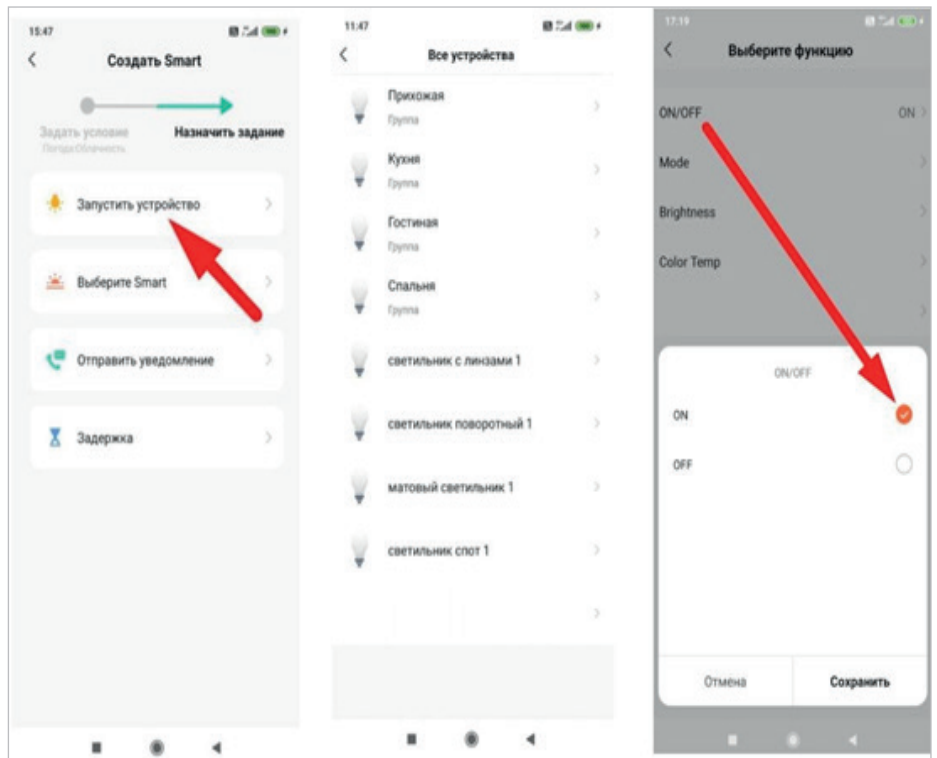 15:47
Создать Smart
Задать условие
Погода:Облачность
Назначить задание
Запустить устройство
Выберите Smart
Отправить уведомление
Задержка
11:47
Все устройства
Прихожая
Группа
Кухня
Группа
Гостиная
Группа
Спальня
Группа
светильник с линзами 1
светильник поворотный 1
матовый светильник 1
светильник спот 1
17:19
Выберите функцию
ON/OFF
ON
Mode
Brightness
Color Temp
ON/OFF
ON
OFF
Отмена
Сохранить